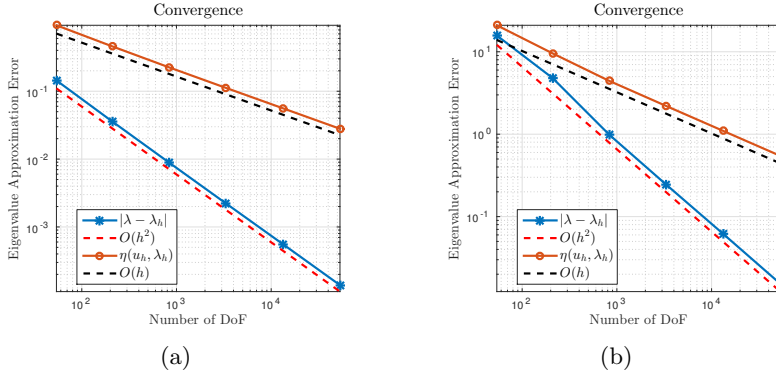 Convergence
Eigenvalue Approximation Error
10^{-1}
10^{-2}
10^{-3}
|λ − λ_h|
O(h^2)
η(u_h, λ_h)
O(h)
10^2
10^3
10^4
Number of DoF
(a)
Convergence
Eigenvalue Approximation Error
10^1
10^0
10^{-1}
|λ − λ_h|
O(h^2)
η(u_h, λ_h)
O(h)
10^2
10^3
10^4
Number of DoF
(b)